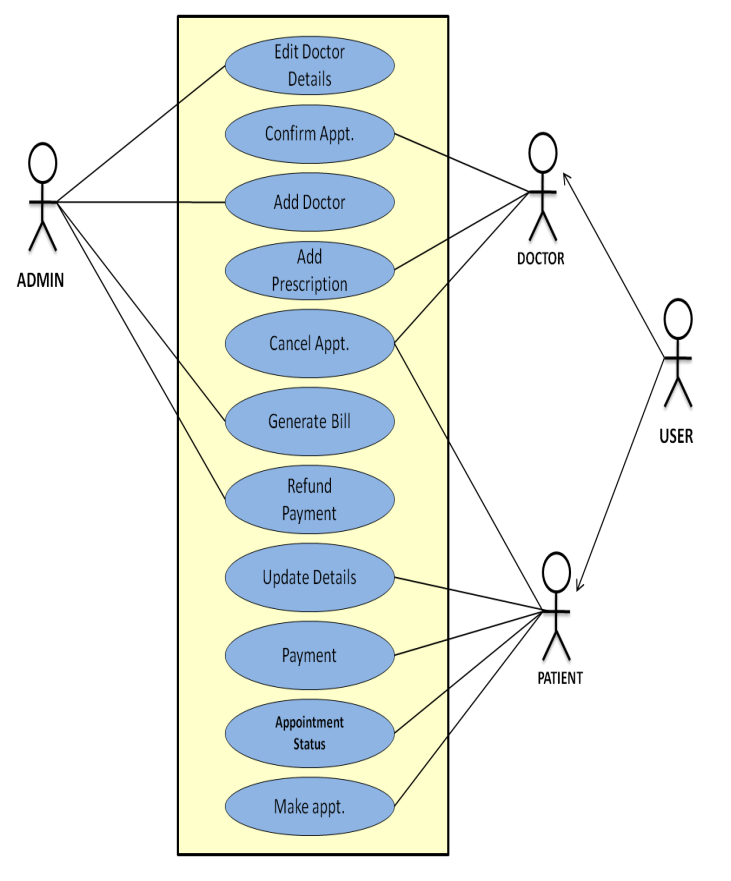 Edit Doctor
Details
Confirm Appt.
Add Doctor
Add
Prescription
Cancel Appt.
Generate Bill
Refund
Payment
Update Details
Payment
Appointment
Status
Make appt.
ADMIN
DOCTOR
USER
PATIENT